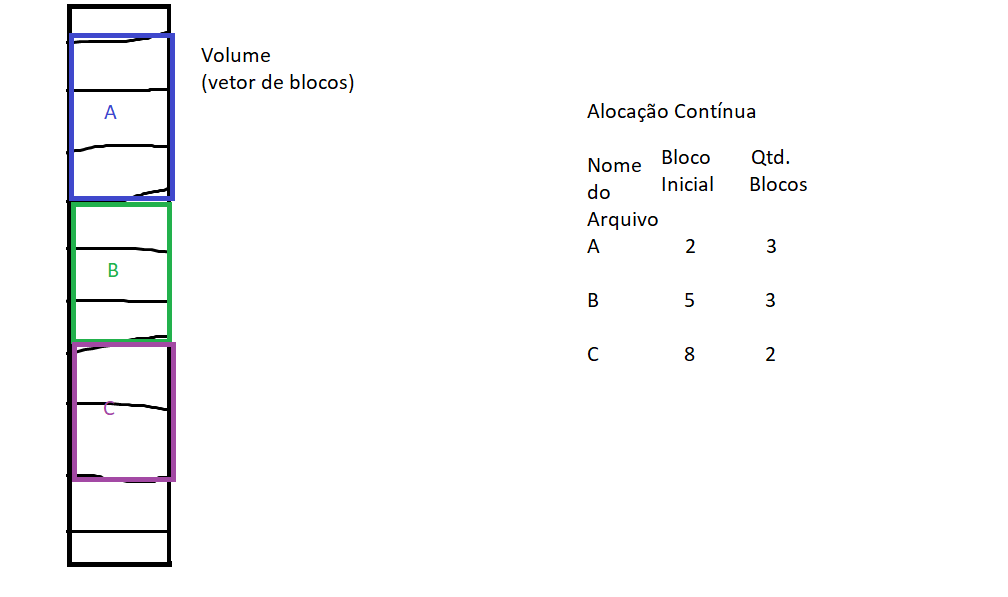 Volume
(vetor de blocos)
A
B
C
Alocação Contínua
Nome do Arquivo
Bloco Inicial
Qtd. Blocos
A 2 3
B 5 3
C 8 2